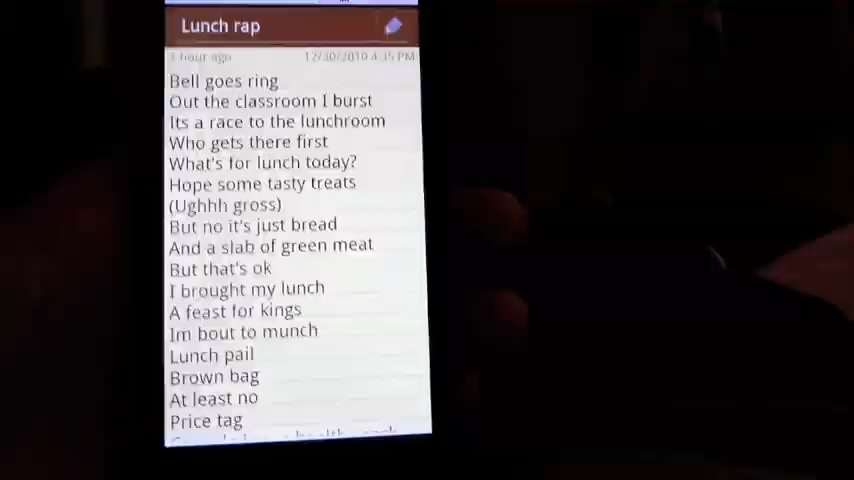 Lunch rap
1 hour ago 12/30/2010 4:35 PM
Bell goes ring
Out the classroom I burst
Its a race to the lunchroom
Who gets there first
What's for lunch today?
Hope some tasty treats
(Ughhh gross)
But no it's just bread
And a slab of green meat
But that's ok
I brought my lunch
A feast for kings
Im bout to munch
Lunch pail
Brown bag
At least no
Price tag